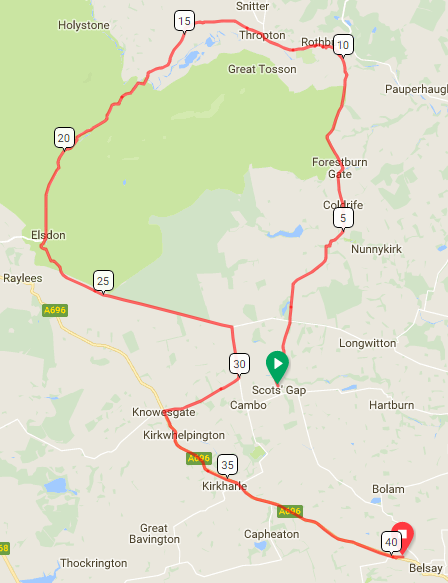 Snitter
Holystone
15
Thropton
Rothb
10
Great Tosson
Pauperhaugh
20
Forestburn
Gate
Coldrife
5
Elsdon
Nunnykirk
Raylees
25
A696
Longwitton
30
Scots' Gap
Cambo
Hartburn
Knowesgate
Kirkwhelpington
A696
35
Kirkharle
Bolam
A696
Great
Bavington
Capheaton
40
68
Thockrington
Belsay